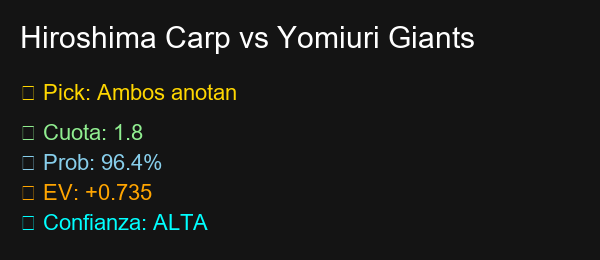 Hiroshima Carp vs Yomiuri Giants
Pick: Ambos anotan
Cuota: 1.8
Prob: 96.4%
EV: +0.735
Confianza: ALTA